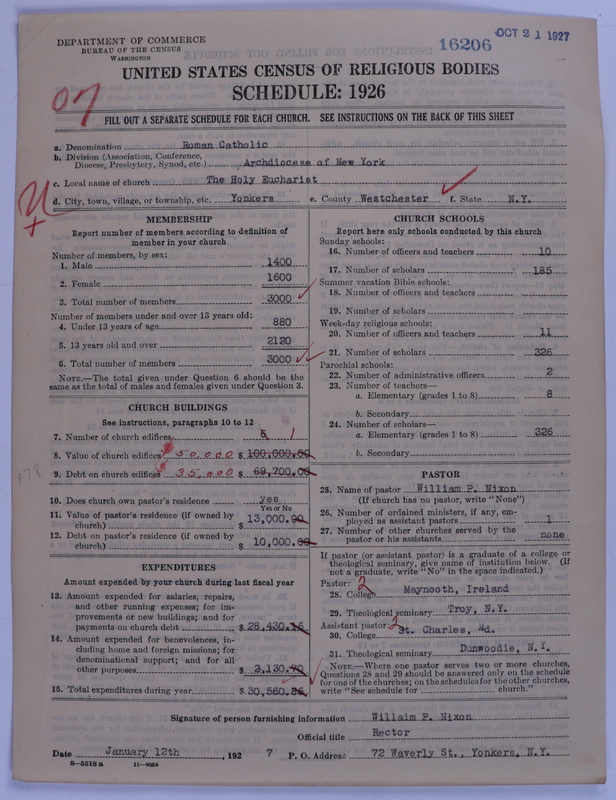 DEPARTMENT OF COMMERCE
BUREAU OF THE CENSUS
WASHINGTON
16206
OCT 21 1927
UNITED STATES CENSUS OF RELIGIOUS BODIES
SCHEDULE: 1926
07
FILL OUT A SEPARATE SCHEDULE FOR EACH CHURCH. SEE INSTRUCTIONS ON THE BACK OF THIS SHEET
a. Denomination Roman Catholic
b. Division (Association, Conference, Diocese, Presbytery, Synod, etc.) Archdiocese of New York
c. Local name of church The Holy Eucharist
d. City, town, village, or township, etc. Yonkers e. County Westchester f. State N.Y.
MEMBERSHIP
Report number of members according to definition of
member in your church
Number of members, by sex:
1. Male 1400
2. Female 1600
3. Total number of members 3000
Number of members under and over 13 years old:
4. Under 13 years of age 880
5. 13 years old and over 2120
6. Total number of members 3000
NOTE.—The total given under Question 6 should be
same as the total of males and females given under Question 3.
CHURCH BUILDINGS
See instructions, paragraphs 10 to 12
7. Number of church edifices 1
8. Value of church edifices 50,000 $ 100,000.00
9. Debt on church edifices 35,000 $ 69,700.00
10. Does church own pastor's residence yes
Yes or No
11. Value of pastor's residence (if owned by
church) $ 13,000.00
12. Debt on pastor's residence (if owned by
church) $ 10,000.00
EXPENDITURES
Amount expended by your church during last fiscal year
13. Amount expended for salaries, repairs,
and other running expenses; for im-
provements or new buildings; and for
payments on church debt $ 28,430.16
14. Amount expended for benevolences, in-
cluding home and foreign missions; for
denominational support; and for all
other purposes $ 2,130.70
15. Total expenditures during year $ 30,560.86
CHURCH SCHOOLS
Report here only schools conducted by this church
Sunday schools:
16. Number of officers and teachers 10
17. Number of scholars 185
Summer vacation Bible schools:
18. Number of officers and teachers
19. Number of scholars
Week-day religious schools:
20. Number of officers and teachers 11
21. Number of scholars 326
Parochial schools:
22. Number of administrative officers 2
23. Number of teachers—
a. Elementary (grades 1 to 8) 8
b. Secondary
24. Number of scholars—
a. Elementary (grades 1 to 8) 326
b. Secondary
PASTOR
25. Name of pastor William P. Nixon
(If church has no pastor, write "None")
26. Number of ordained ministers, if any, em-
ployed as assistant pastors 1
27. Number of other churches served by the
pastor or his assistants none
If pastor (or assistant pastor) is a graduate of a college or
theological seminary, give name of institution below. (If
not a graduate, write "No" in the space indicated.)
Pastor: 2
28. College Maynooth, Ireland
29. Theological seminary Troy, N.Y.
Assistant pastor: 2
30. College St. Charles, Md.
31. Theological seminary Dunwoodie, N.Y.
NOTE.—Where one pastor serves two or more churches,
Questions 28 and 29 should be answered only on the schedule
for one of the churches; on the schedules for the other churches,
write "See schedule for church."
Signature of person furnishing information Willaim P. Nixon
Official title Rector
Date January 12th, 192 7 P. O. Address 72 Waverly St., Yonkers, N.Y.
8—5518 a 11—9054